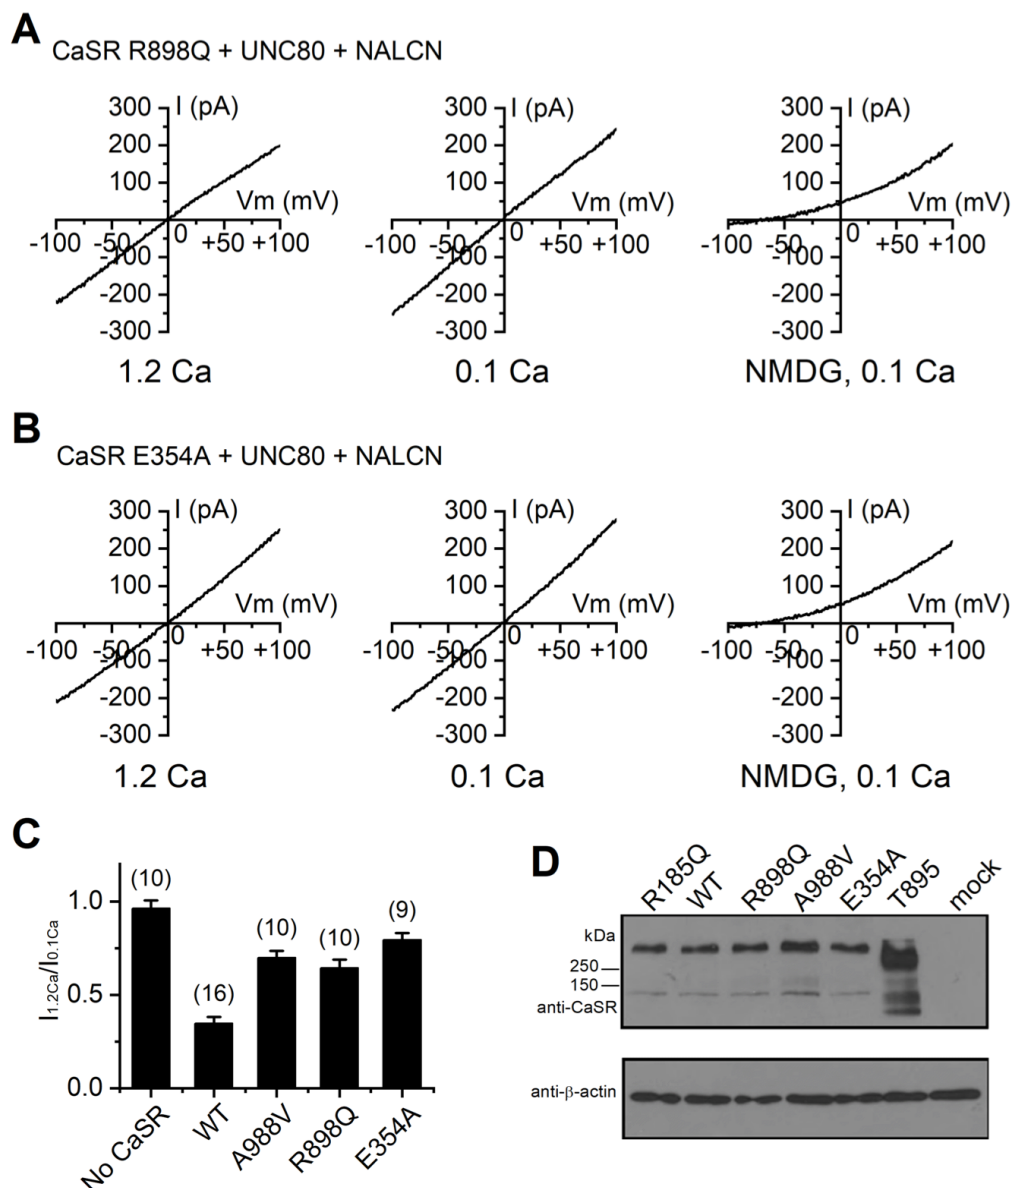 A
CaSR R898Q + UNC80 + NALCN
300 I (pA)
200
100
Vm (mV)
-100 -50 0 +50 +100
-100
-200
-300
1.2 Ca
300 I (pA)
200
100
Vm (mV)
-100 -50 0 +50 +100
-100
-200
-300
0.1 Ca
300 I (pA)
200
100
Vm (mV)
-100 -50 0 +50 +100
-100
-200
-300
NMDG, 0.1 Ca
B
CaSR E354A + UNC80 + NALCN
300 I (pA)
200
100
Vm (mV)
-100 -50 0 +50 +100
-100
-200
-300
1.2 Ca
300 I (pA)
200
100
Vm (mV)
-100 -50 0 +50 +100
-100
-200
-300
0.1 Ca
300 I (pA)
200
100
Vm (mV)
-100 -50 0 +50 +100
-100
-200
-300
NMDG, 0.1 Ca
C
I1.2Ca/I0.1Ca
1.0
0.5
0.0
(10)
(16)
(10)
(10)
(9)
No CaSR
WT
A988V
R898Q
E354A
D
R185Q
WT
R898Q
A988V
E354A
T895
mock
kDa
250
150
anti-CaSR
anti-β-actin